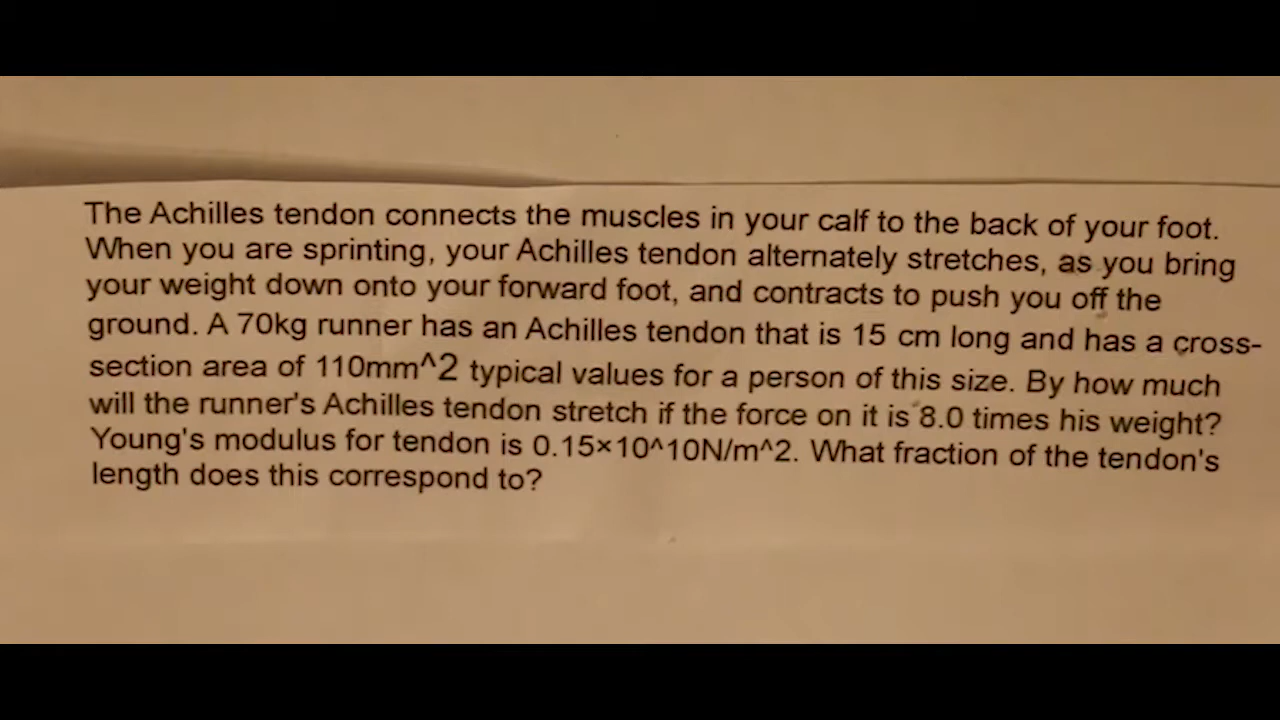 The Achilles tendon connects the muscles in your calf to the back of your foot.
When you are sprinting, your Achilles tendon alternately stretches, as you bring
your weight down onto your forward foot, and contracts to push you off the
ground. A 70kg runner has an Achilles tendon that is 15 cm long and has a cross-
section area of 110mm^2 typical values for a person of this size. By how much
will the runner's Achilles tendon stretch if the force on it is 8.0 times his weight?
Young's modulus for tendon is 0.15×10^10N/m^2. What fraction of the tendon's
length does this correspond to?